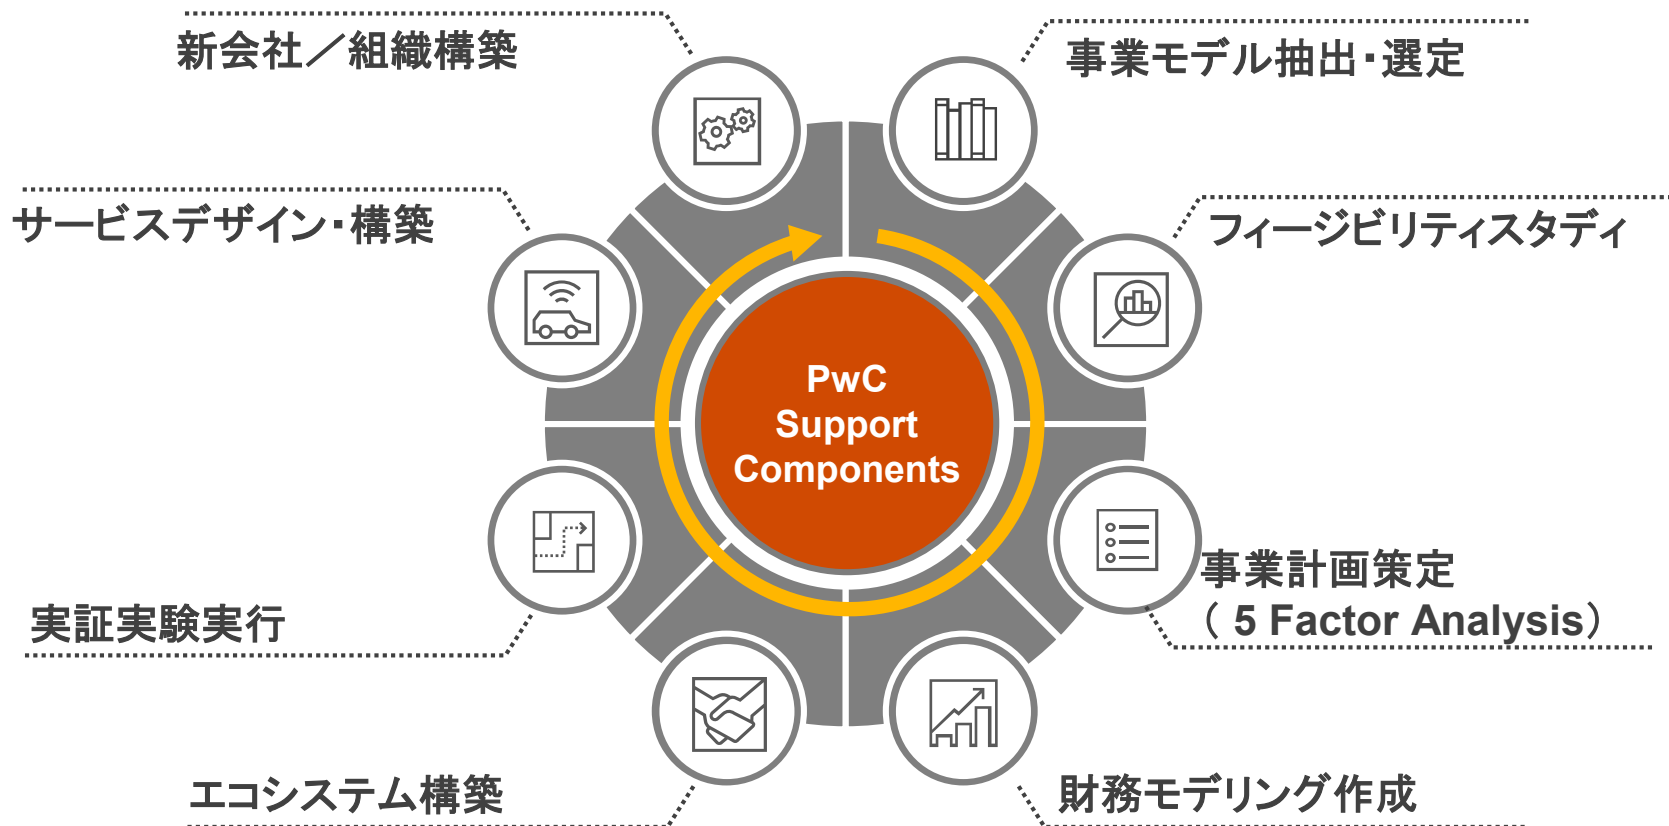 新会社／組織構築
事業モデル抽出・選定
サービスデザイン・構築
フィージビリティスタディ
PwC
Support
Components
事業計画策定
（ 5 Factor Analysis）
実証実験実行
エコシステム構築
財務モデリング作成